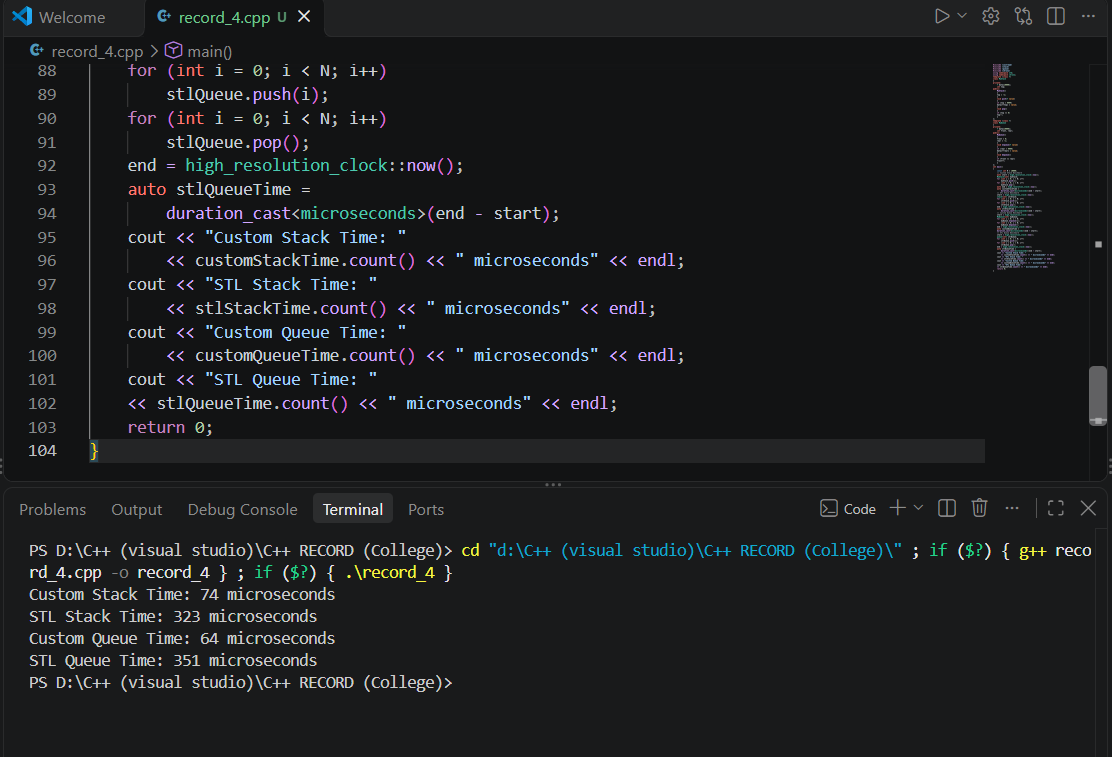 Welcome
record_4.cpp U
record_4.cpp > main()
88 for (int i = 0; i < N; i++)
89 stlQueue.push(i);
90 for (int i = 0; i < N; i++)
91 stlQueue.pop();
92 end = high_resolution_clock::now();
93 auto stlQueueTime =
94 duration_cast<microseconds>(end - start);
95 cout << "Custom Stack Time: "
96 << customStackTime.count() << " microseconds" << endl;
97 cout << "STL Stack Time: "
98 << stlStackTime.count() << " microseconds" << endl;
99 cout << "Custom Queue Time: "
100 << customQueueTime.count() << " microseconds" << endl;
101 cout << "STL Queue Time: "
102 << stlQueueTime.count() << " microseconds" << endl;
103 return 0;
104 }
Problems Output Debug Console Terminal Ports
Code
PS D:\C++ (visual studio)\C++ RECORD (College)> cd "d:\C++ (visual studio)\C++ RECORD (College)\" ; if ($?) { g++ reco
rd_4.cpp -o record_4 } ; if ($?) { .\record_4 }
Custom Stack Time: 74 microseconds
STL Stack Time: 323 microseconds
Custom Queue Time: 64 microseconds
STL Queue Time: 351 microseconds
PS D:\C++ (visual studio)\C++ RECORD (College)>